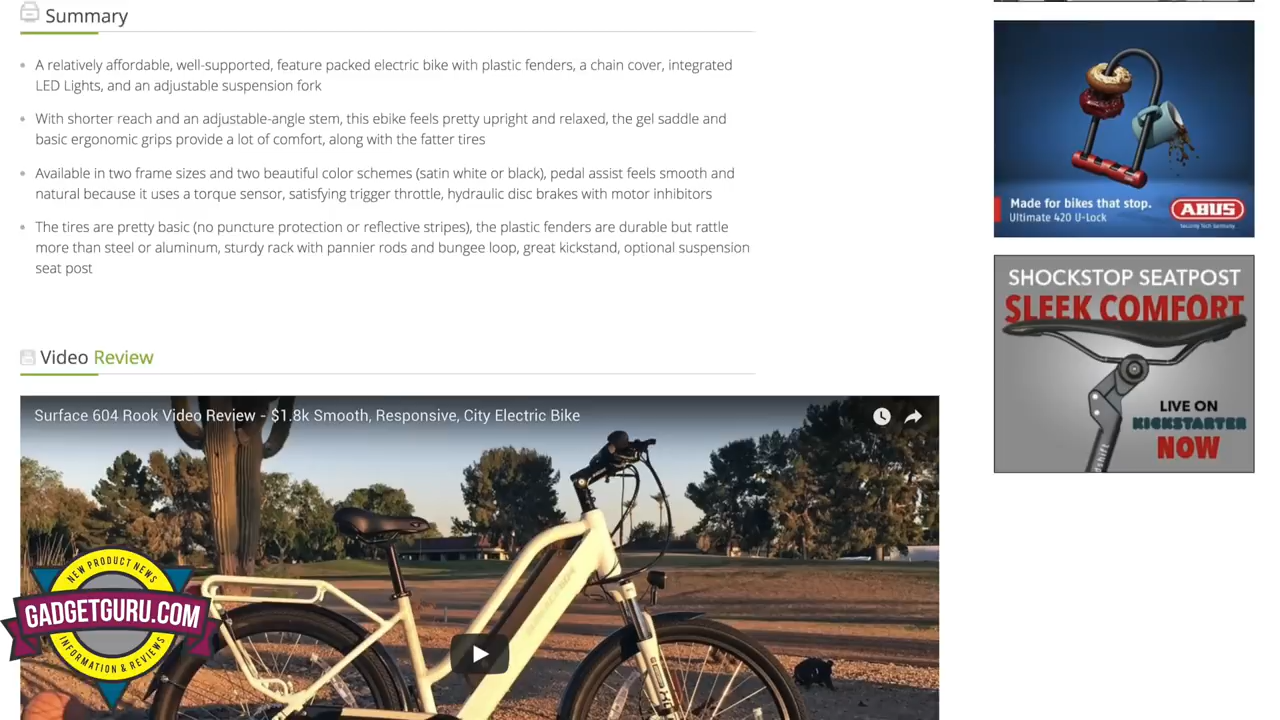 Summary
A relatively affordable, well-supported, feature packed electric bike with plastic fenders, a chain cover, integrated
LED Lights, and an adjustable suspension fork
With shorter reach and an adjustable-angle stem, this ebike feels pretty upright and relaxed, the gel saddle and
basic ergonomic grips provide a lot of comfort, along with the fatter tires
Available in two frame sizes and two beautiful color schemes (satin white or black), pedal assist feels smooth and
natural because it uses a torque sensor, satisfying trigger throttle, hydraulic disc brakes with motor inhibitors
The tires are pretty basic (no puncture protection or reflective stripes), the plastic fenders are durable but rattle
more than steel or aluminum, sturdy rack with pannier rods and bungee loop, great kickstand, optional suspension
seat post
Video Review
Surface 604 Rook Video Review - $1.8k Smooth, Responsive, City Electric Bike
NEW PRODUCT NEWS
GADGETGURU.COM
INFORMATION & REVIEWS
Made for bikes that stop.
Ultimate 420 U-Lock
ABUS
Security Tech Germany
SHOCKSTOP SEATPOST
SLEEK COMFORT
LIVE ON
KICKSTARTER
NOW
dshift